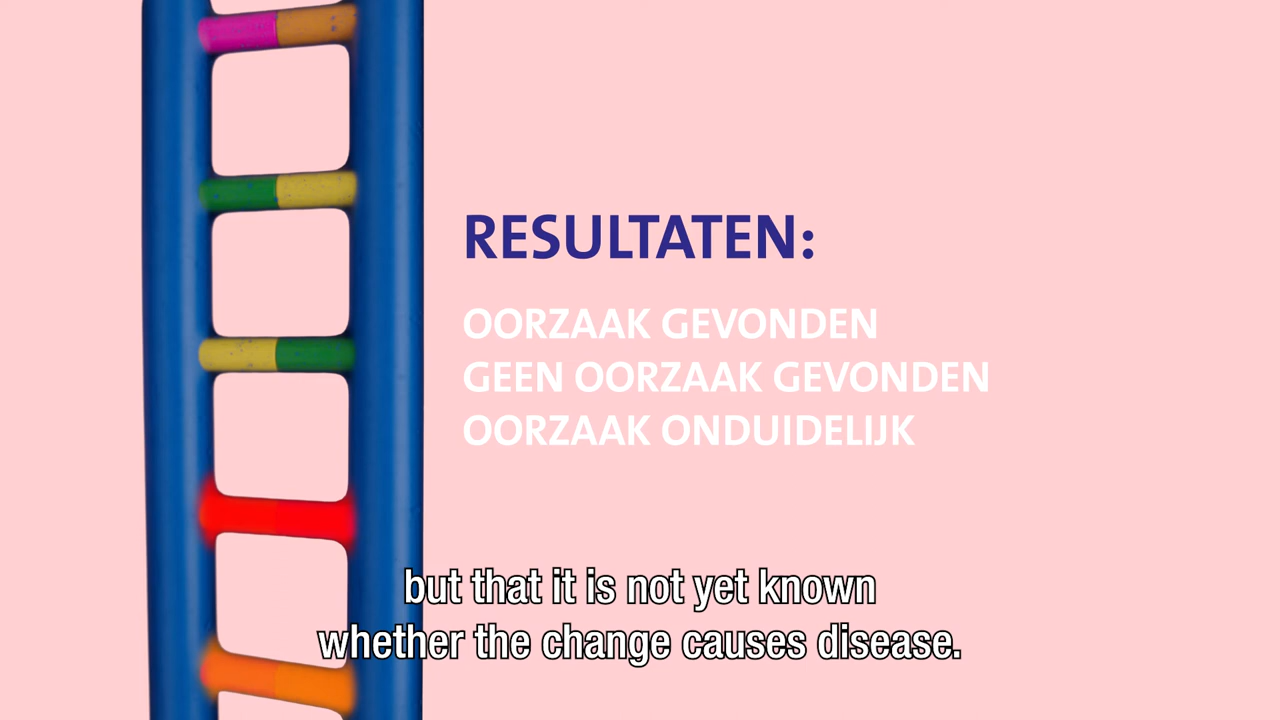 RESULTATEN:
OORZAAK GEVONDEN
GEEN OORZAAK GEVONDEN
OORZAAK ONDUIDELIJK
but that it is not yet known
whether the change causes disease.